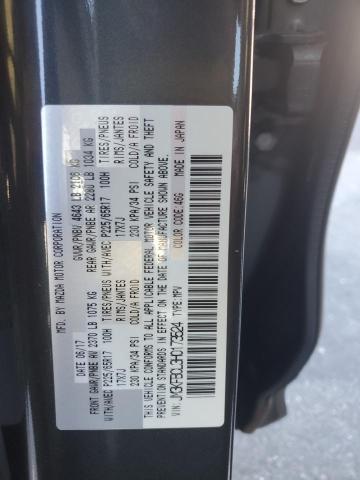 MFD. BY MAZDA MOTOR CORPORATION
DATE 06/17 GVWR/PNBV 4643 LB 2106 KG
FRONT GAWR/PNBE AV 2370 LB 1075 KG REAR GAWR/PNBE AR 2280 LB 1034 KG
WITH/AVEC P225/65R17 100H TIRES/PNEUS WITH/AVEC P225/65R17 100H TIRES/PNEUS
17X7J RIMS/JANTES 17X7J RIMS/JANTES
230 KPA/34 PSI COLD/A FROID 230 KPA/34 PSI COLD/A FROID
THIS VEHICLE CONFORMS TO ALL APPLICABLE FEDERAL MOTOR VEHICLE SAFETY AND THEFT
PREVENTION STANDARDS IN EFFECT ON THE DATE OF MANUFACTURE SHOWN ABOVE.
VIN: TYPE: MPV COLOR CODE: 46G
MADE IN JAPAN